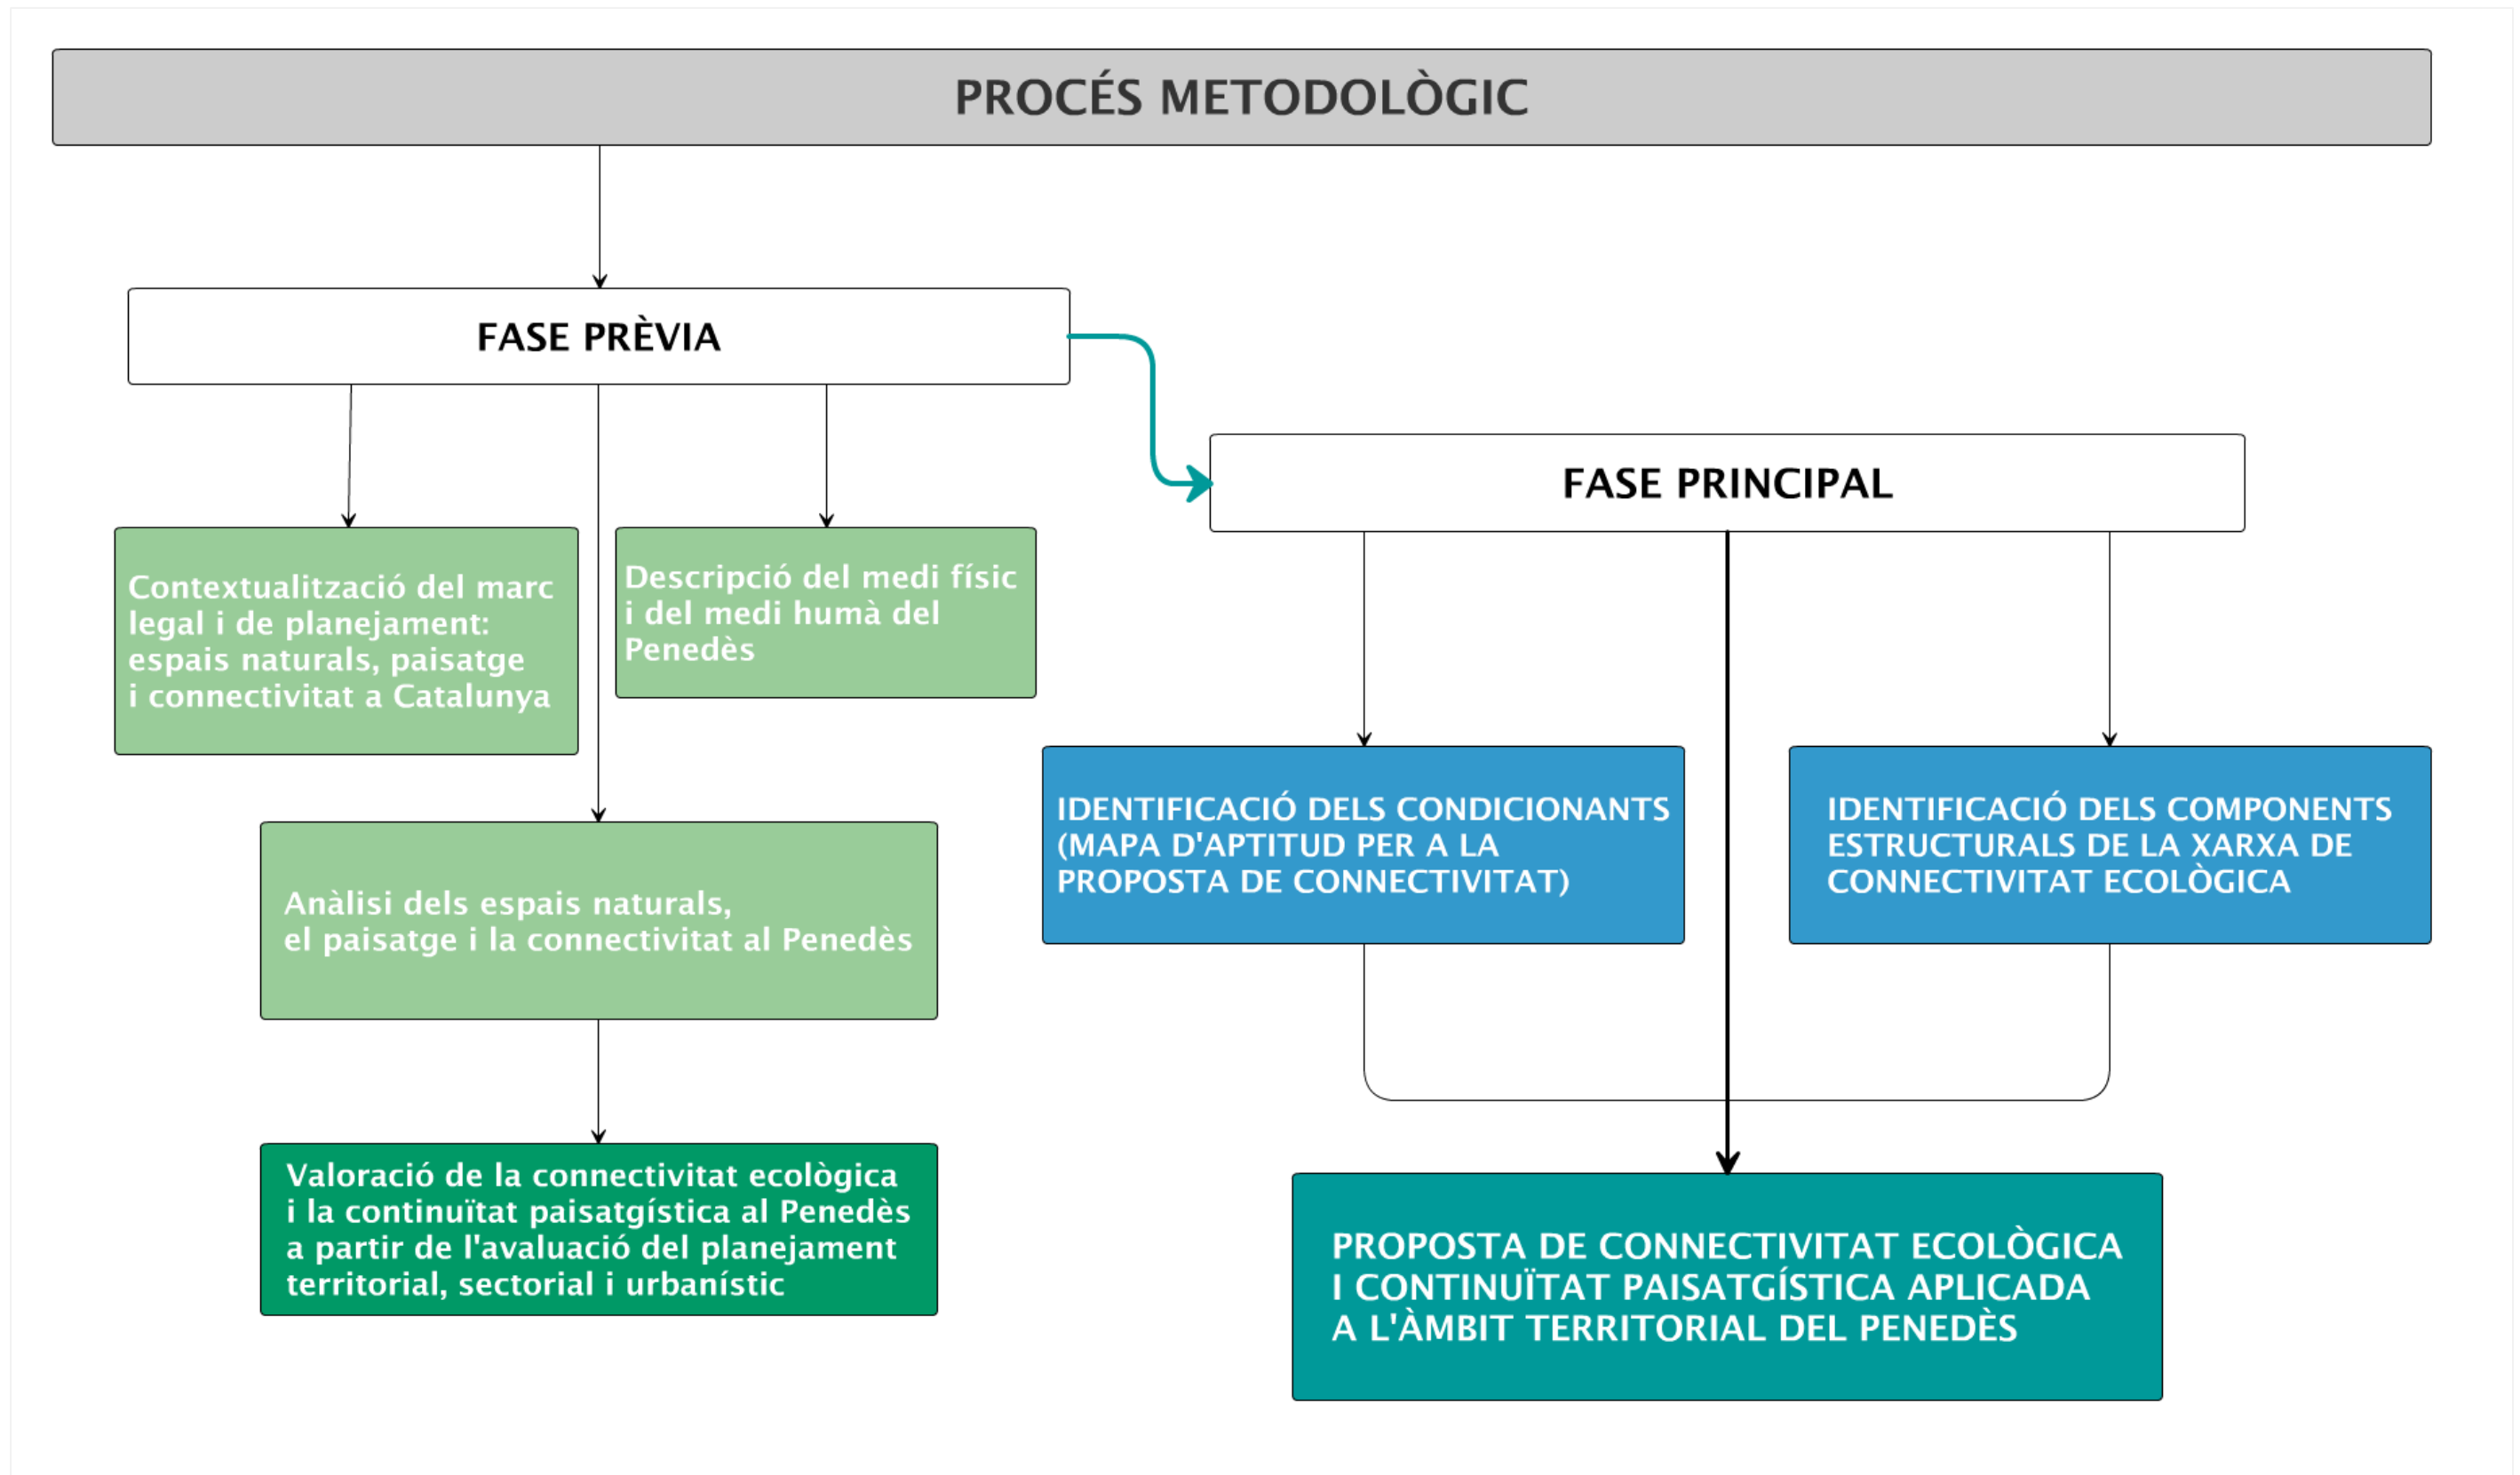 PROCÉS METODOLÒGIC
FASE PRÈVIA
FASE PRINCIPAL
Contextualització del marc
legal i de planejament:
espais naturals, paisatge
i connectivitat a Catalunya
Descripció del medi físic
i del medi humà del
Penedès
IDENTIFICACIÓ DELS CONDICIONANTS
(MAPA D'APTITUD PER A LA
PROPOSTA DE CONNECTIVITAT)
IDENTIFICACIÓ DELS COMPONENTS
ESTRUCTURALS DE LA XARXA DE
CONNECTIVITAT ECOLÒGICA
Anàlisi dels espais naturals,
el paisatge i la connectivitat al Penedès
Valoració de la connectivitat ecològica
i la continuïtat paisatgística al Penedès
a partir de l'avaluació del planejament
territorial, sectorial i urbanístic
PROPOSTA DE CONNECTIVITAT ECOLÒGICA
I CONTINUÏTAT PAISATGÍSTICA APLICADA
A L'ÀMBIT TERRITORIAL DEL PENEDÈS